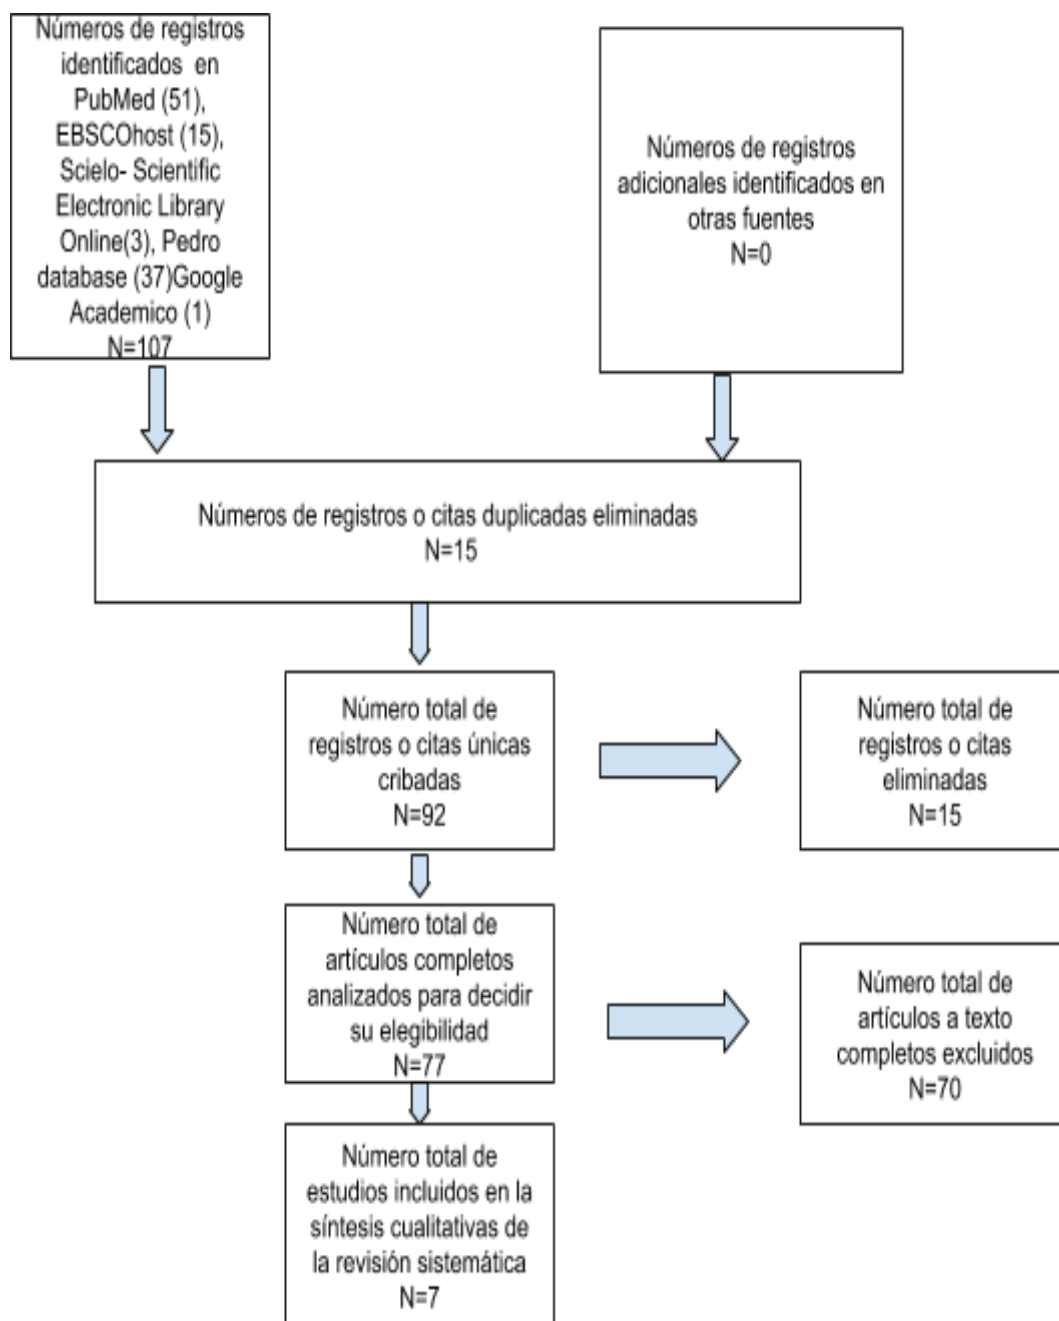 Números de registros
identificados en
PubMed (51),
EBSCOhost (15),
Scielo- Scientific
Electronic Library
Online(3), Pedro
database (37)Google
Academico (1)
N=107
Números de registros
adicionales identificados en
otras fuentes
N=0
Números de registros o citas duplicadas eliminadas
N=15
Número total de
registros o citas únicas
cribadas
N=92
Número total de
registros o citas
eliminadas
N=15
Número total de
artículos completos
analizados para decidir
su elegibilidad
N=77
Número total de
artículos a texto
completos excluidos
N=70
Número total de
estudios incluidos en la
síntesis cualitativas de
la revisión sistemática
N=7